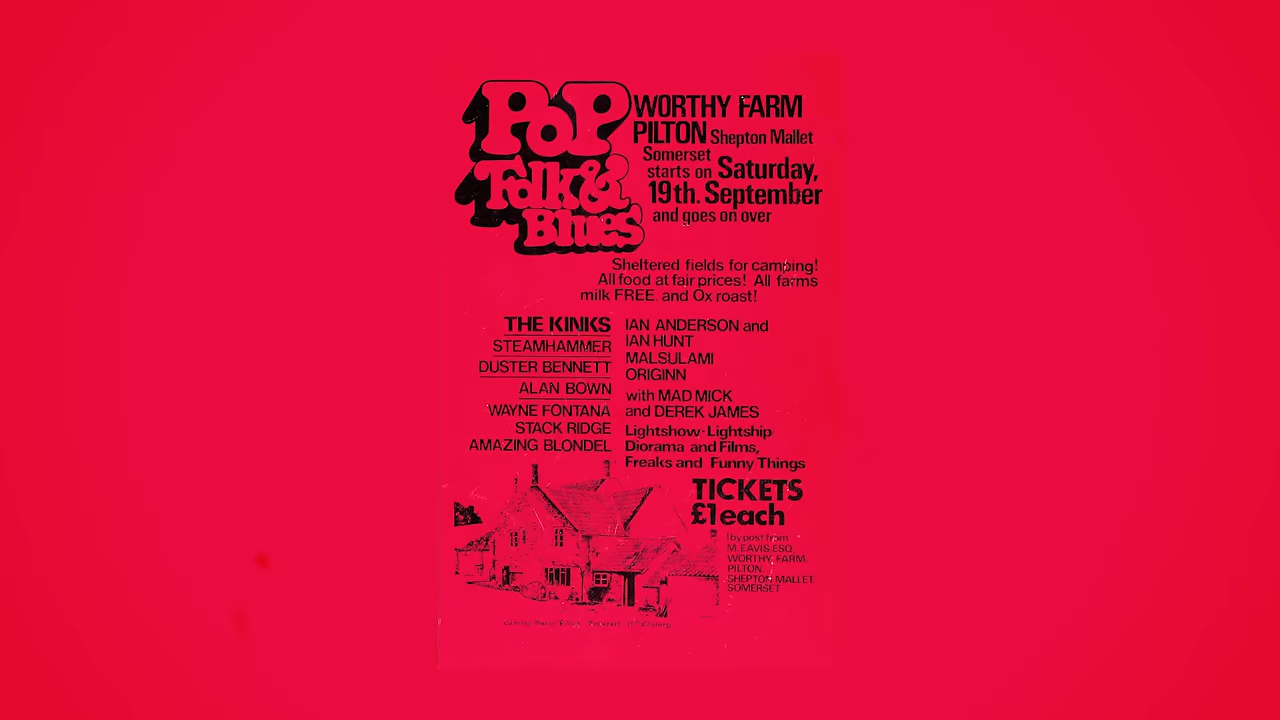 Pop
Folk &
Blues
WORTHY FARM
PILTON Shepton Mallet
Somerset
starts on Saturday,
19th. September
and goes on over
Sheltered fields for camping!
All food at fair prices! All farms
milk FREE. and Ox roast!
THE KINKS
STEAMHAMMER
DUSTER BENNETT
ALAN BOWN
WAYNE FONTANA
STACK RIDGE
AMAZING BLONDEL
IAN ANDERSON and
IAN HUNT
MALSULAMI
ORIGINN
with MAD MICK
and DEREK JAMES
Lightshow·Lightship
Diorama and Films,
Freaks and Funny Things
TICKETS
£1 each
by post from
M.EAVIS.ESQ.
WORTHY FARM.
PILTON.
SHEPTON MALLET.
SOMERSET